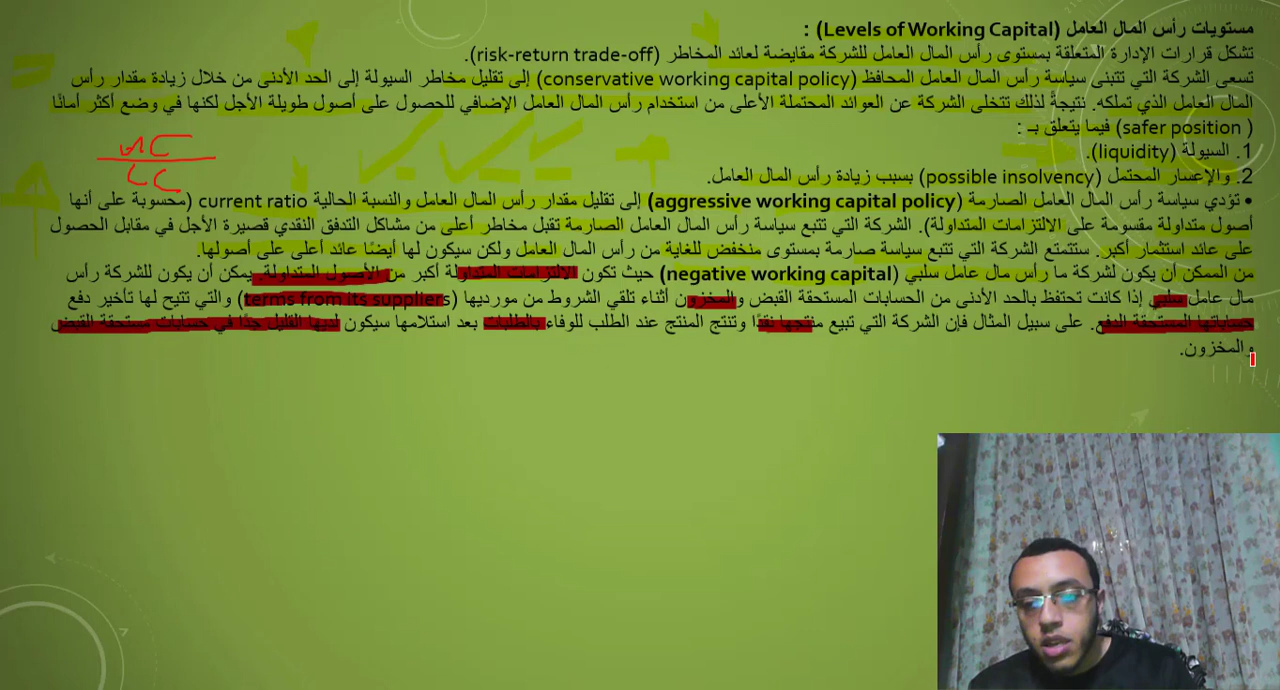 مستويات رأس المال العامل (Levels of Working Capital) :
تشكل قرارات الإدارة المتعلقة بمستوى رأس المال العامل للشركة مقايضة لعائد المخاطر (risk-return trade-off).
تسعى الشركة التي تتبنى سياسة رأس المال العامل المحافظ (conservative working capital policy) إلى تقليل مخاطر السيولة إلى الحد الأدنى من خلال زيادة مقدار رأس
المال العامل الذي تملكه. نتيجةً لذلك تتخلى الشركة عن العوائد المحتملة الأعلى من استخدام رأس المال العامل الإضافي للحصول على أصول طويلة الأجل لكنها في وضع أكثر أمانًا
( safer position) فيما يتعلق بـ :
1. السيولة (liquidity).
2. والإعسار المحتمل (possible insolvency) بسبب زيادة رأس المال العامل.
• تؤدي سياسة رأس المال العامل الصارمة (aggressive working capital policy) إلى تقليل مقدار رأس المال العامل والنسبة الحالية current ratio (محسوبة على أنها
أصول متداولة مقسومة على الالتزامات المتداولة). الشركة التي تتبع سياسة رأس المال العامل الصارمة تقبل مخاطر أعلى من مشاكل التدفق النقدي قصيرة الأجل في مقابل الحصول
على عائد استثمار أكبر. ستتمتع الشركة التي تتبع سياسة صارمة بمستوى منخفض للغاية من رأس المال العامل ولكن سيكون لها أيضًا عائد أعلى على أصولها.
من الممكن أن يكون لشركة ما رأس مال عامل سلبي (negative working capital) حيث تكون الالتزامات المتداولة أكبر من الأصول المتداولة. يمكن أن يكون للشركة رأس
مال عامل سلبي إذا كانت تحتفظ بالحد الأدنى من الحسابات المستحقة القبض والمخزون أثناء تلقي الشروط من مورديها (terms from its suppliers) والتي تتيح لها تأخير دفع
حساباتها المستحقة الدفع. على سبيل المثال فإن الشركة التي تبيع منتجها نقدًا وتنتج المنتج عند الطلب للوفاء بالطلبات بعد استلامها سيكون لديها القليل جدًا في حسابات مستحقة القبض
والمخزون.